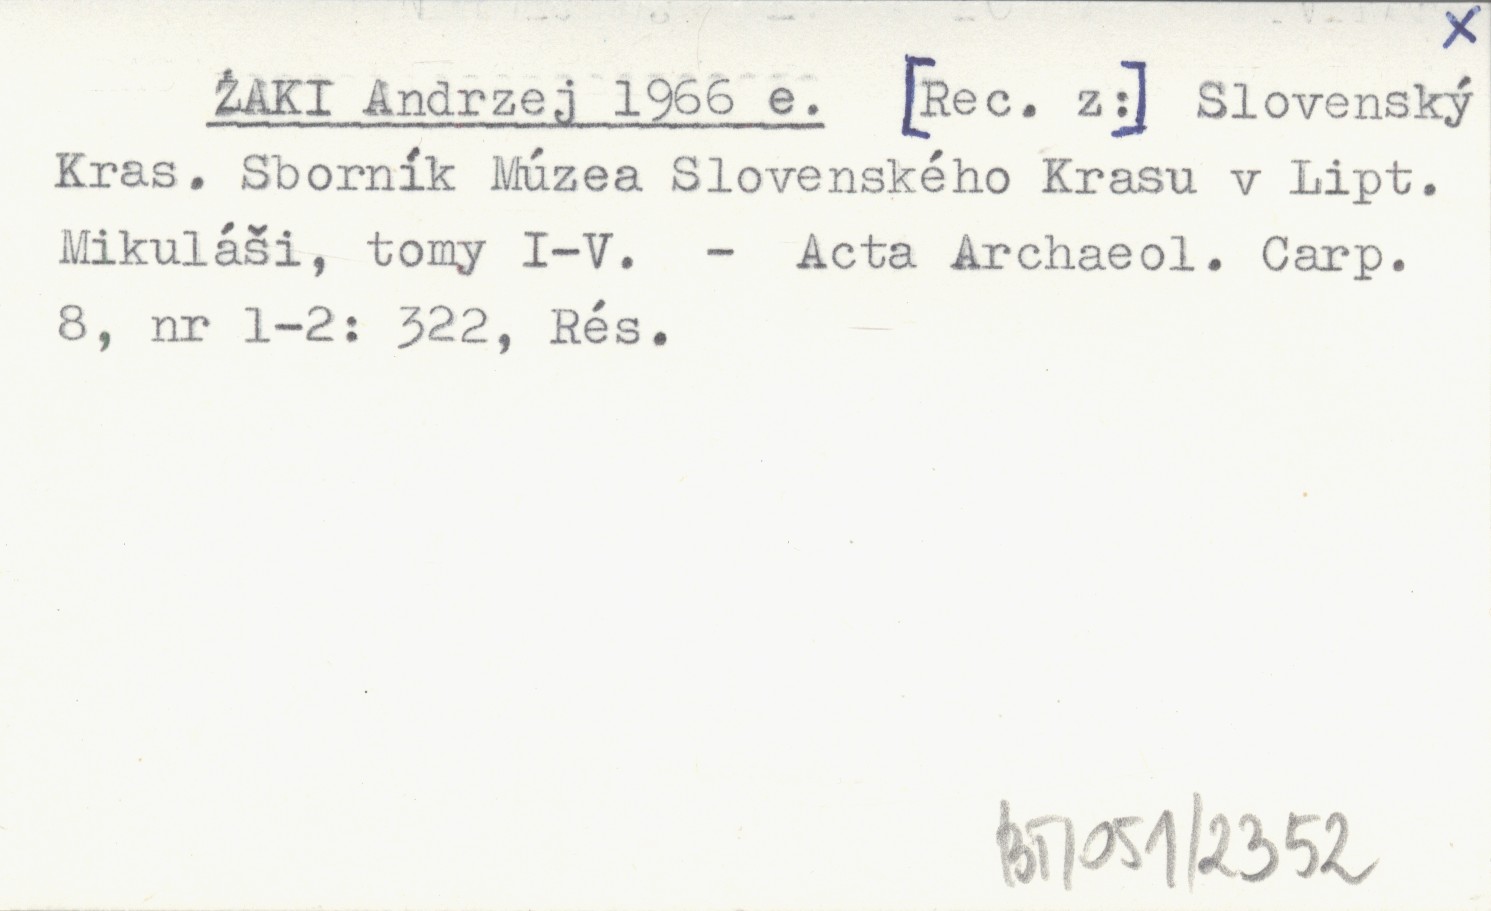 x
ŻAKI Andrzej 1966 e. [Rec. z:] Slovenský
Kras. Sborník Múzea Slovenského Krasu v Lipt.
Mikuláši, tomy I-V. - Acta Archaeol. Carp.
8, nr 1-2: 322, Rés.
BT/051/2352